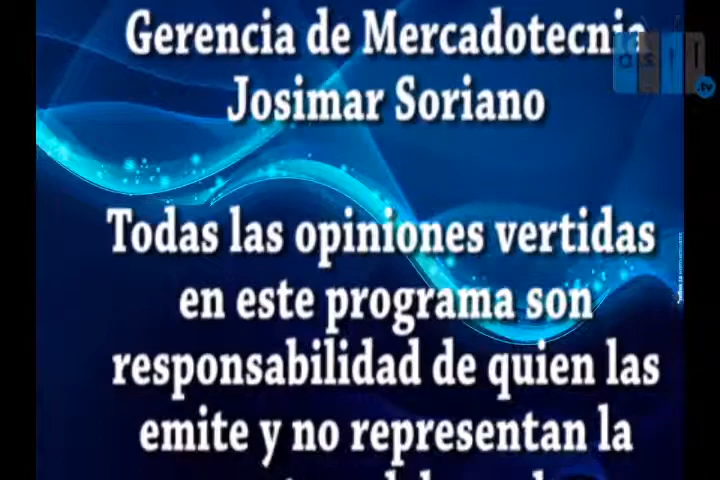 Gerencia de Mercadotecnia
Josimar Soriano
Todas las opiniones vertidas
en este programa son
responsabilidad de quien las
emite y no representan la